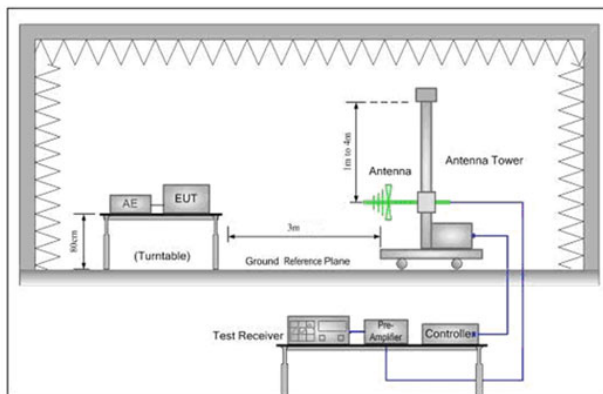 1m to 4m
Antenna
Antenna Tower
AE
EUT
80cm
(Turntable)
3m
Ground Reference Plane
Test Receiver
Pre-
Amplifier
Controller